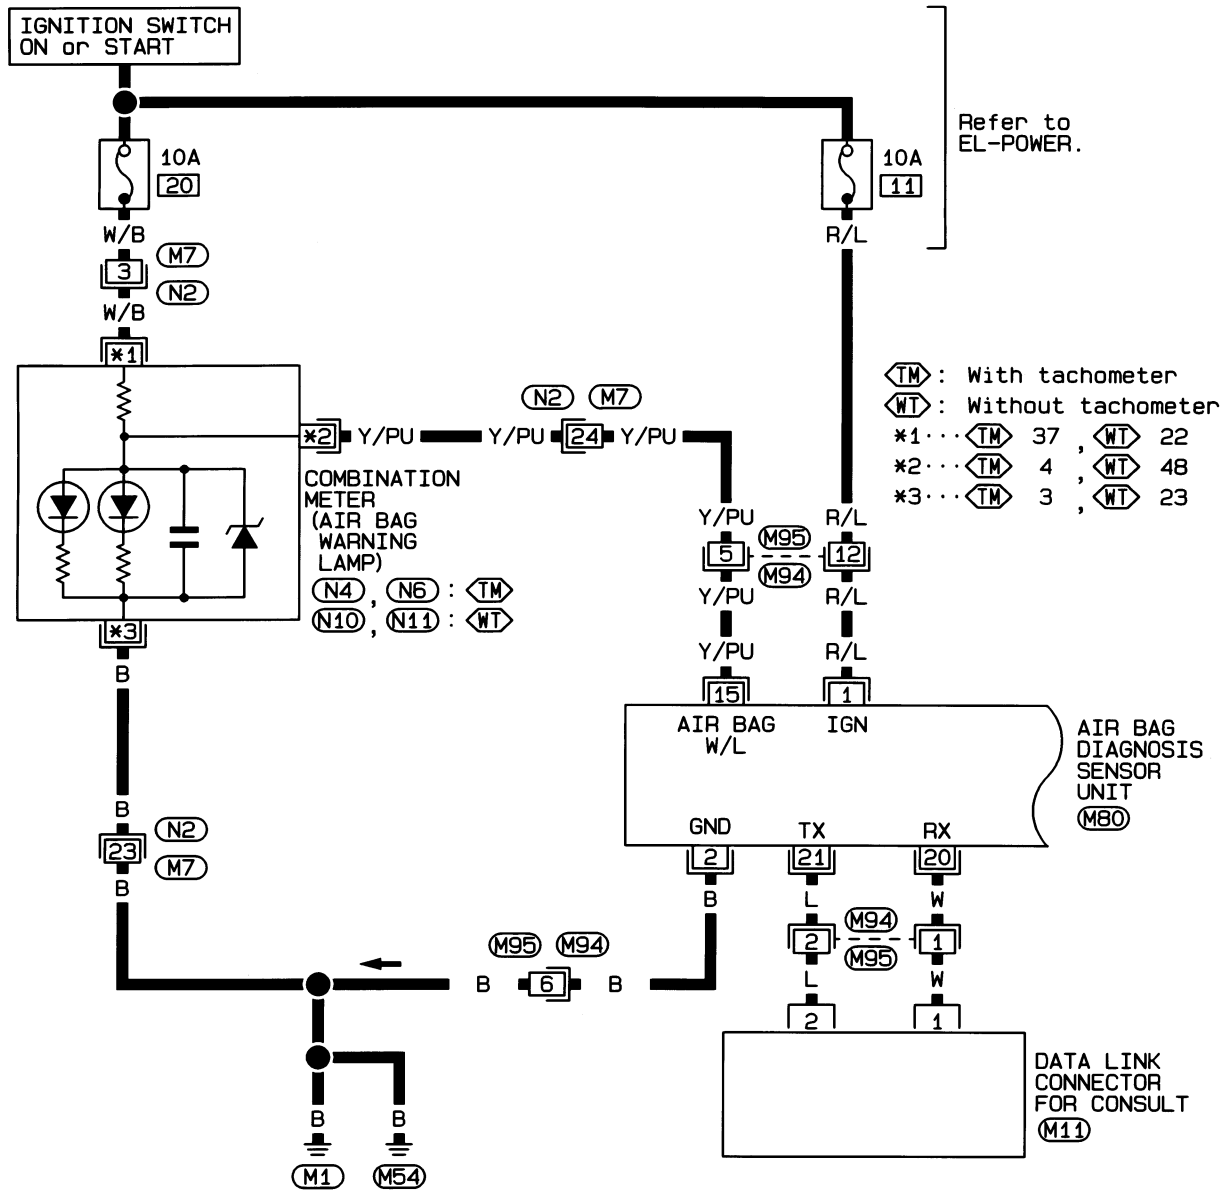 IGNITION SWITCH
ON or START
Refer to
EL-POWER.
10A
20
10A
11
W/B
R/L
M7
3
N2
W/B
*1
TM: With tachometer
WT: Without tachometer
*1··· TM 37 , WT 22
*2··· TM 4 , WT 48
*3··· TM 3 , WT 23
N2 M7
*2 Y/PU Y/PU 24 Y/PU
COMBINATION
METER
(AIR BAG
WARNING
LAMP)
N4 , N6 : TM
N10 , N11 : WT
Y/PU R/L
M95
5 12
M94
Y/PU R/L
Y/PU R/L
*3
B
15 1
AIR BAG
W/L
IGN
AIR BAG
DIAGNOSIS
SENSOR
UNIT
M80
GND TX RX
2 21 20
B
N2
23
M7
B
B L W
M94
2 1
M95
M95 M94
B 6 B
L W
2 1
DATA LINK
CONNECTOR
FOR CONSULT
M11
B B
M1 M54